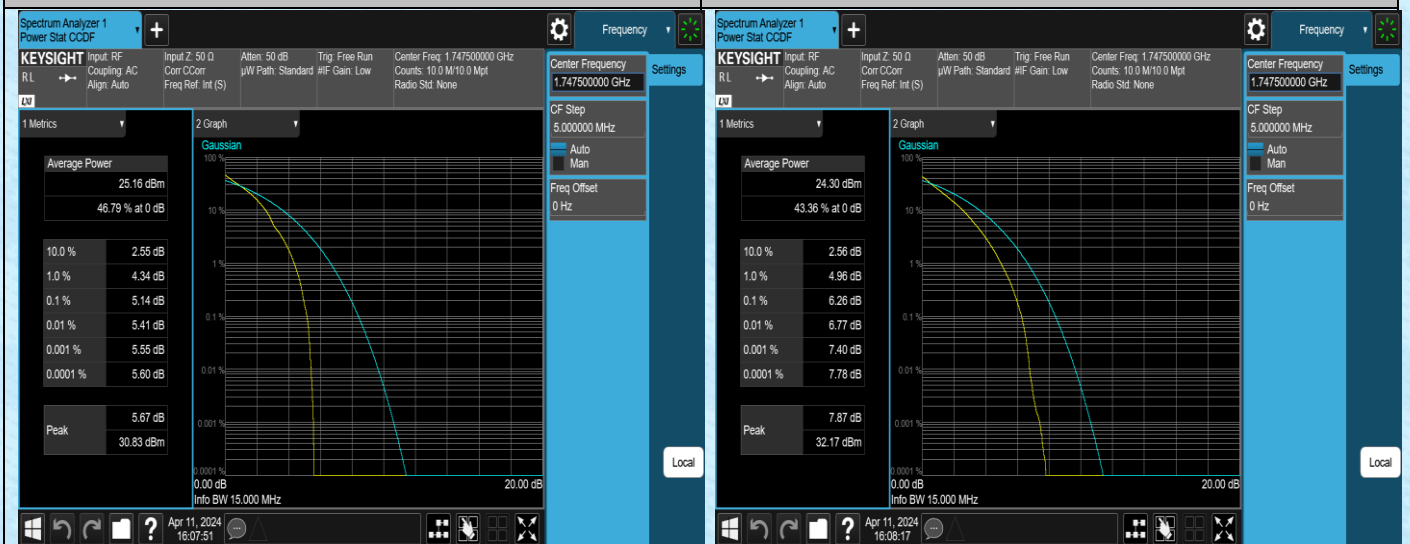 Spectrum Analyzer 1
Power Stat CCDF
+
Frequency
KEYSIGHT
RL
LXI
Input: RF
Coupling: AC
Align: Auto
Input Z: 50 Ω
Corr CCorr
Freq Ref: Int (S)
Atten: 50 dB
µW Path: Standard
Trig: Free Run
#IF Gain: Low
Center Freq: 1.747500000 GHz
Counts: 10.0 M/10.0 Mpt
Radio Std: None
Center Frequency
1.747500000 GHz
Settings
CF Step
5.000000 MHz
Auto
Man
Freq Offset
0 Hz
1 Metrics
Average Power
25.16 dBm
46.79 % at 0 dB
10.0 % 2.55 dB
1.0 % 4.34 dB
0.1 % 5.14 dB
0.01 % 5.41 dB
0.001 % 5.55 dB
0.0001 % 5.60 dB
Peak
5.67 dB
30.83 dBm
2 Graph
Gaussian
100 %
10 %
1 %
0.1 %
0.01 %
0.001 %
0.0001 %
0.00 dB 20.00 dB
Info BW 15.000 MHz
Local
?
Apr 11, 2024
16:07:51
Spectrum Analyzer 1
Power Stat CCDF
+
Frequency
KEYSIGHT
RL
LXI
Input: RF
Coupling: AC
Align: Auto
Input Z: 50 Ω
Corr CCorr
Freq Ref: Int (S)
Atten: 50 dB
µW Path: Standard
Trig: Free Run
#IF Gain: Low
Center Freq: 1.747500000 GHz
Counts: 10.0 M/10.0 Mpt
Radio Std: None
Center Frequency
1.747500000 GHz
Settings
CF Step
5.000000 MHz
Auto
Man
Freq Offset
0 Hz
1 Metrics
Average Power
24.30 dBm
43.36 % at 0 dB
10.0 % 2.56 dB
1.0 % 4.96 dB
0.1 % 6.26 dB
0.01 % 6.77 dB
0.001 % 7.40 dB
0.0001 % 7.78 dB
Peak
7.87 dB
32.17 dBm
2 Graph
Gaussian
100 %
10 %
1 %
0.1 %
0.01 %
0.001 %
0.0001 %
0.00 dB 20.00 dB
Info BW 15.000 MHz
Local
?
Apr 11, 2024
16:08:17